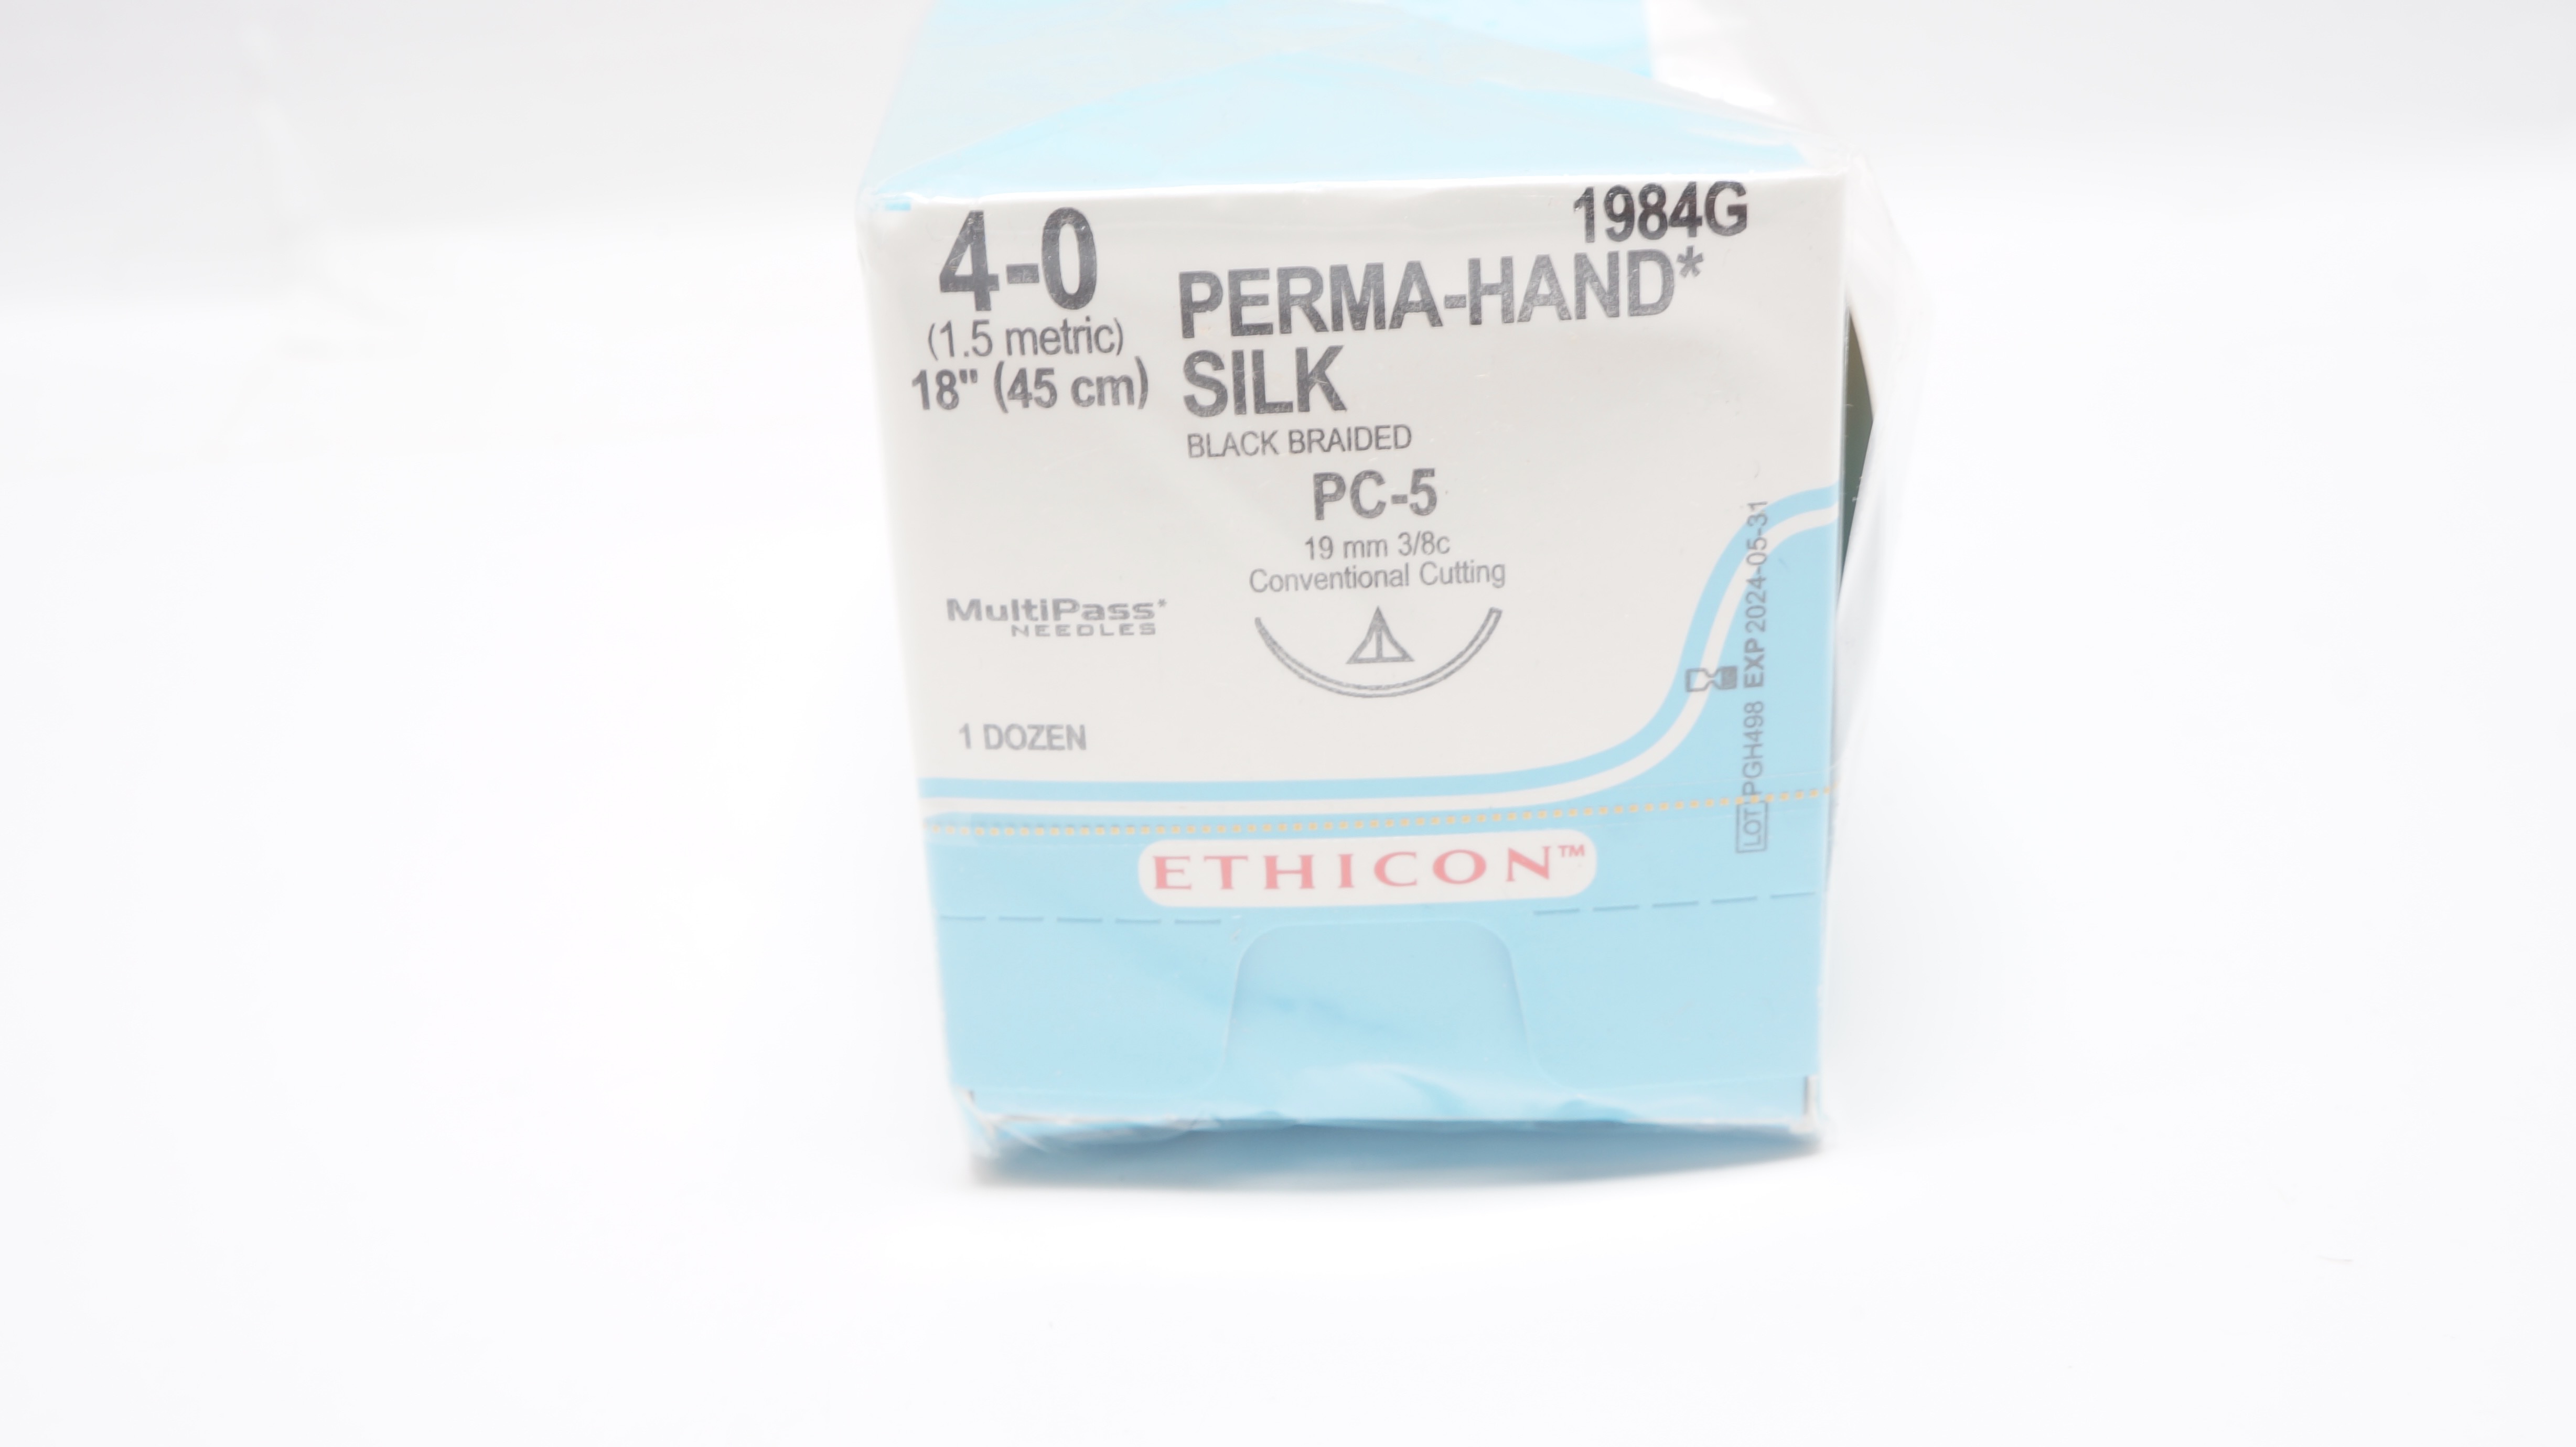 1984G
4-0
(1.5 metric)
18" (45 cm)
PERMA-HAND*
SILK
BLACK BRAIDED
PC-5
19 mm 3/8c
Conventional Cutting
MultiPass*
NEEDLES
1 DOZEN
LOT PGH498 EXP 2024-05-31
ETHICON™